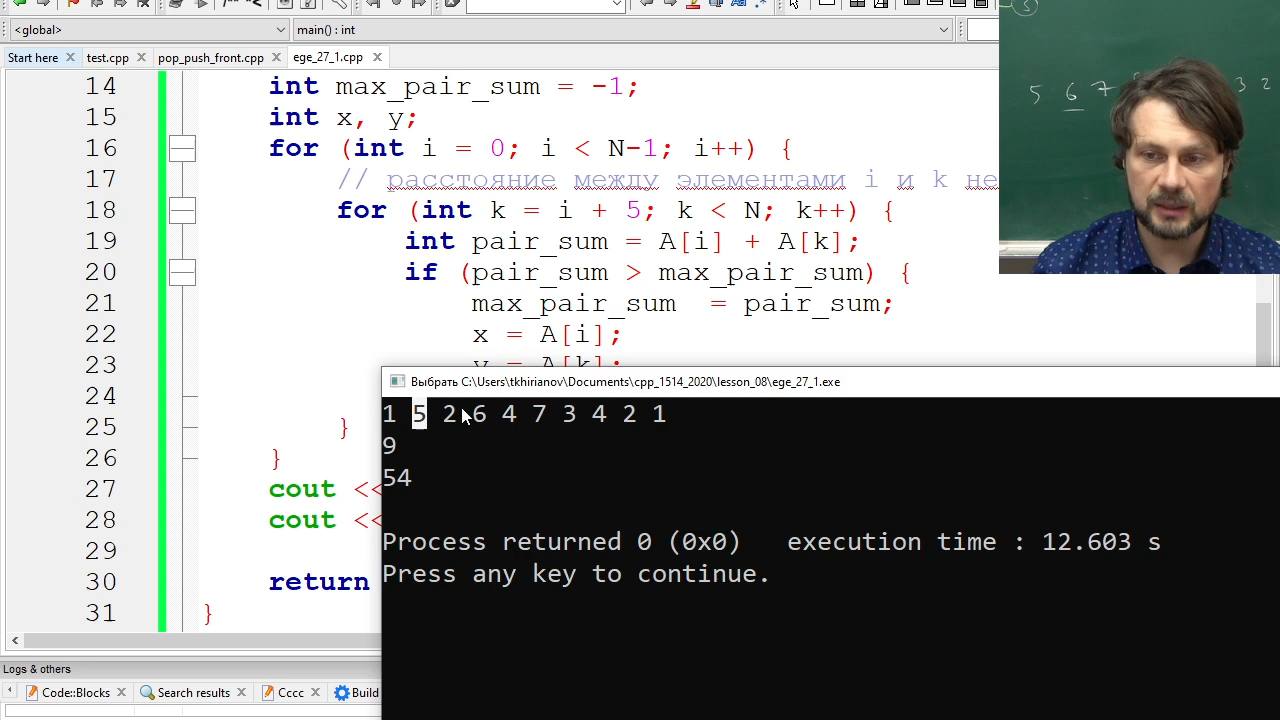 <global>
main() : int
Start here
test.cpp
pop_push_front.cpp
ege_27_1.cpp
14 int max_pair_sum = -1;
15 int x, y;
16 for (int i = 0; i < N-1; i++) {
17 // расстояние между элементами i и k не
18 for (int k = i + 5; k < N; k++) {
19 int pair_sum = A[i] + A[k];
20 if (pair_sum > max_pair_sum) {
21 max_pair_sum = pair_sum;
22 x = A[i];
23 y = A[k];
24
25 }
26 }
27 cout <<
28 cout <<
29
30 return
31 }
5 6 7 3 2
Выбрать C:\Users\tkhirianov\Documents\cpp_1514_2020\lesson_08\ege_27_1.exe
1 5 2 6 4 7 3 4 2 1
9
54
Process returned 0 (0x0) execution time : 12.603 s
Press any key to continue.
Logs & others
Code::Blocks
Search results
Cccc
Build